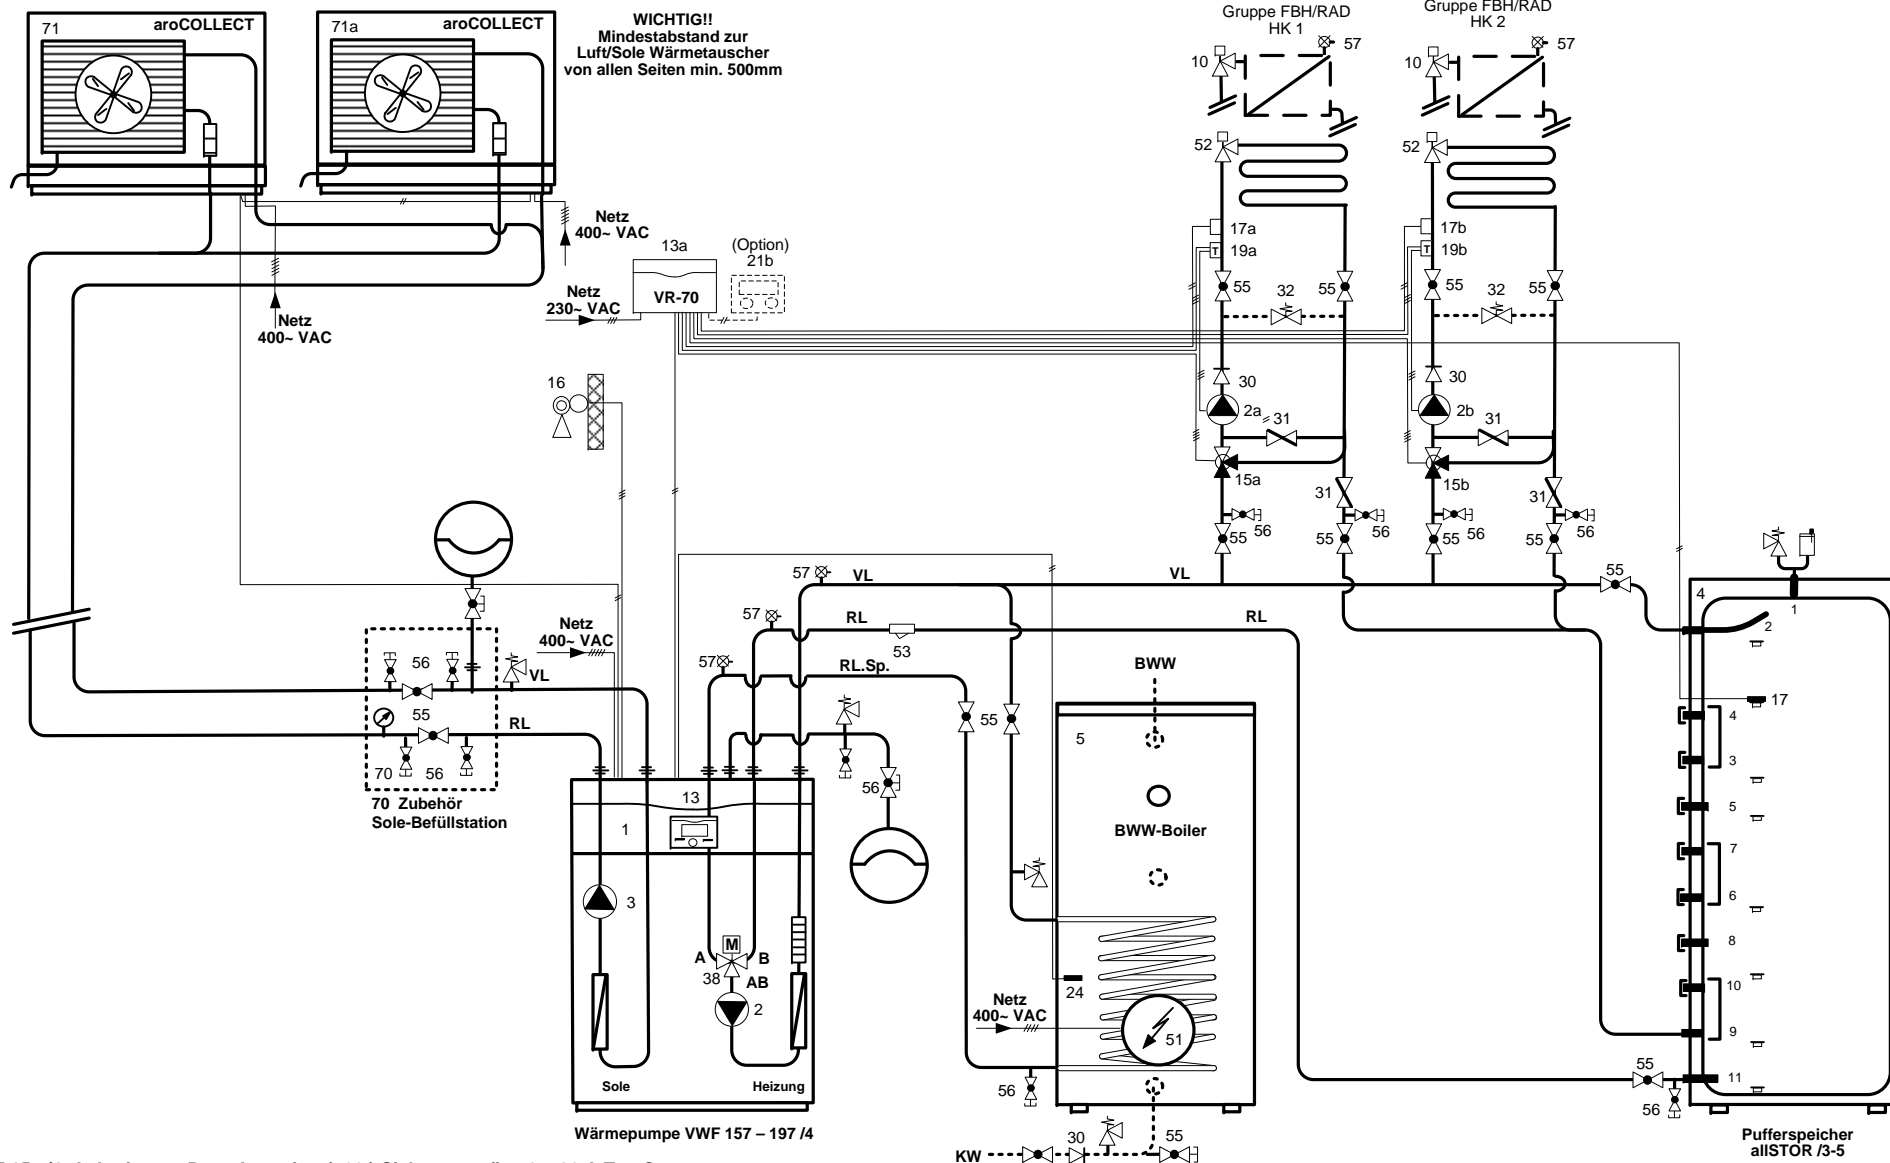 71
aroCOLLECT
71a
aroCOLLECT
WICHTIG!!
Mindestabstand zur
Luft/Sole Wärmetauscher
von allen Seiten min. 500mm
Gruppe FBH/RAD
HK 1
Gruppe FBH/RAD
HK 2
10
57
10
57
52
52
17a
19a
17b
19b
Netz
400~ VAC
13a
(Option)
21b
VR-70
Netz
230~ VAC
Netz
400~ VAC
T
T
55
32
55
55
32
55
16
30
2a
31
30
2b
31
15a
31
15b
31
56
56
56
56
55
55
55
55
57
VL
VL
55
4
1
2
Netz
400~ VAC
57
RL
53
RL
57
RL.Sp.
BWW
56
VL
55
RL
55
5
17
4
3
70
56
70 Zubehör
Sole-Befüllstation
13
1
56
BWW-Boiler
5
7
6
3
M
A
B
38
AB
2
24
8
10
Netz
400~ VAC
51
9
Sole
Heizung
56
55
11
56
Wärmepumpe VWF 157 – 197 /4
30
55
KW
Pufferspeicher
allSTOR /3-5